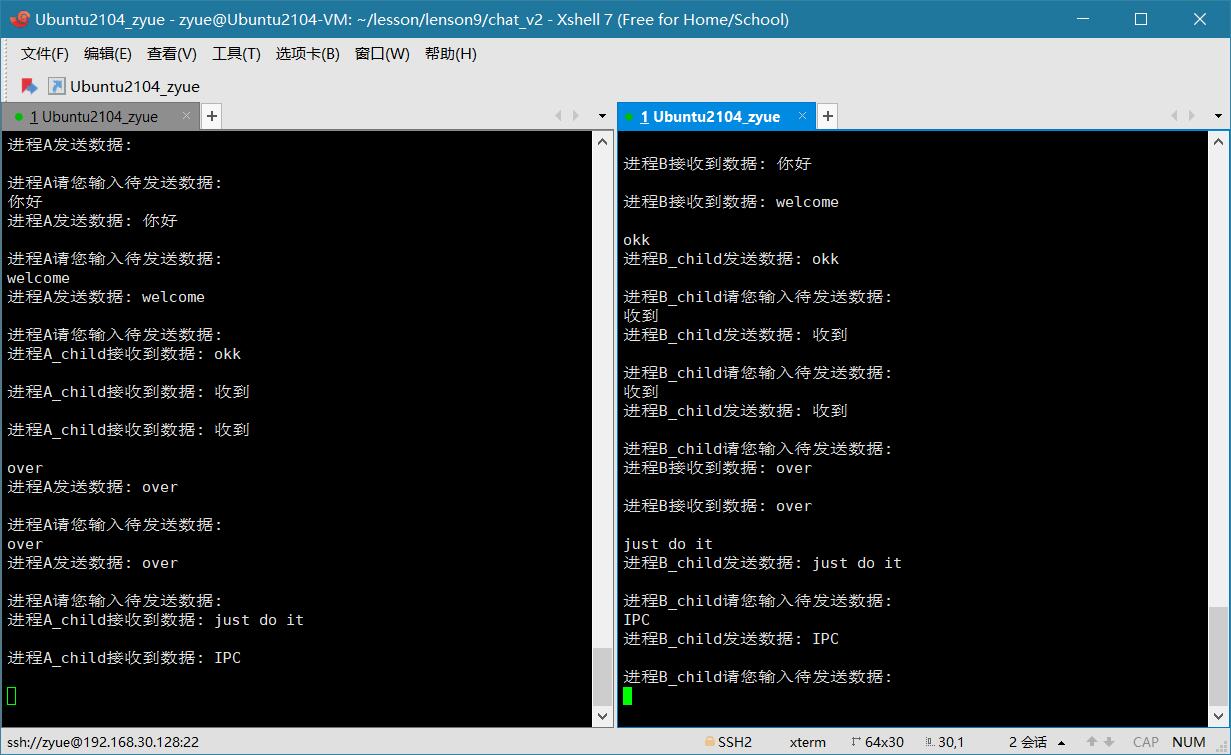 Ubuntu2104_zyue - zyue@Ubuntu2104-VM: ~/lesson/lenson9/chat_v2 - Xshell 7 (Free for Home/School)
文件(F) 编辑(E) 查看(V) 工具(T) 选项卡(B) 窗口(W) 帮助(H)
Ubuntu2104_zyue
1 Ubuntu2104_zyue × +
进程A发送数据:
进程A请您输入待发送数据:
你好
进程A发送数据: 你好
进程A请您输入待发送数据:
welcome
进程A发送数据: welcome
进程A请您输入待发送数据:
进程A_child接收到数据: okk
进程A_child接收到数据: 收到
进程A_child接收到数据: 收到
over
进程A发送数据: over
进程A请您输入待发送数据:
over
进程A发送数据: over
进程A请您输入待发送数据:
进程A_child接收到数据: just do it
进程A_child接收到数据: IPC
1 Ubuntu2104_zyue × +
进程B接收到数据: 你好
进程B接收到数据: welcome
okk
进程B_child发送数据: okk
进程B_child请您输入待发送数据:
收到
进程B_child发送数据: 收到
进程B_child请您输入待发送数据:
收到
进程B_child发送数据: 收到
进程B_child请您输入待发送数据:
进程B接收到数据: over
进程B接收到数据: over
just do it
进程B_child发送数据: just do it
进程B_child请您输入待发送数据:
IPC
进程B_child发送数据: IPC
进程B_child请您输入待发送数据:
ssh://zyue@192.168.30.128:22 SSH2 xterm 64x30 30,1 2 会话 CAP NUM